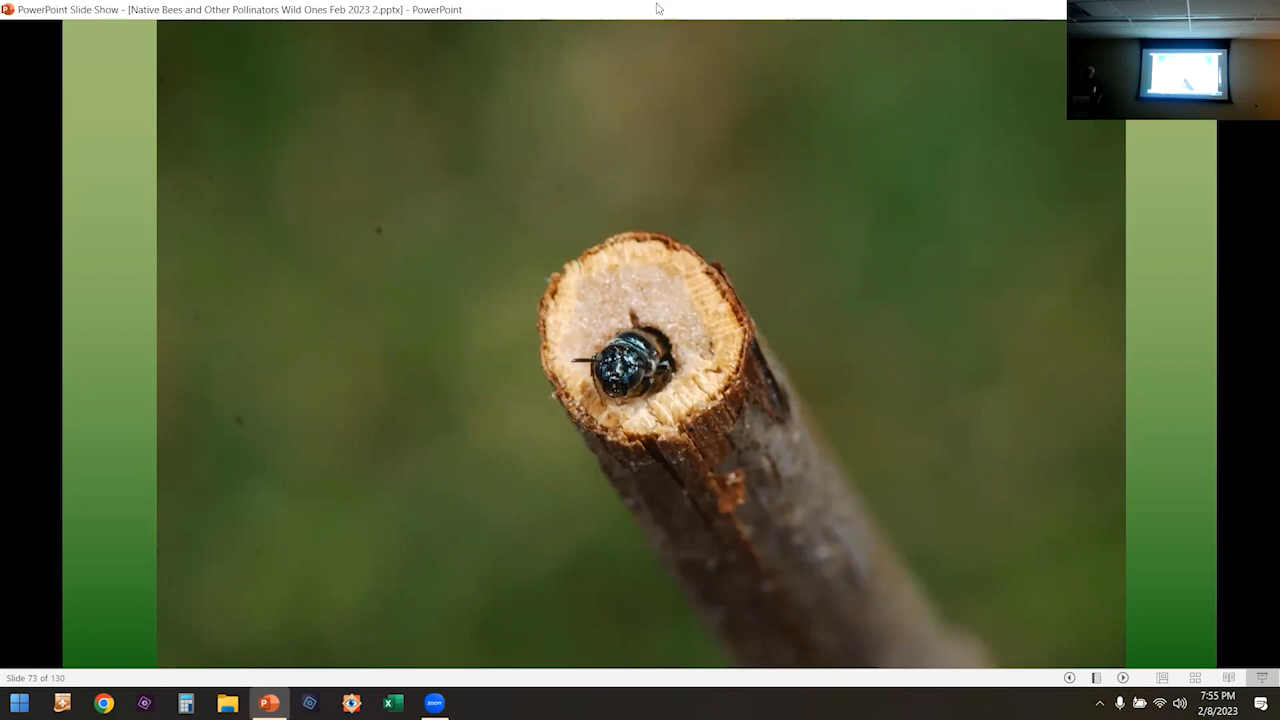 PowerPoint Slide Show - [Native Bees and Other Pollinators Wild Ones Feb 2023 2.pptx] - PowerPoint
Slide 73 of 130
zoom
7:55 PM
2/8/2023